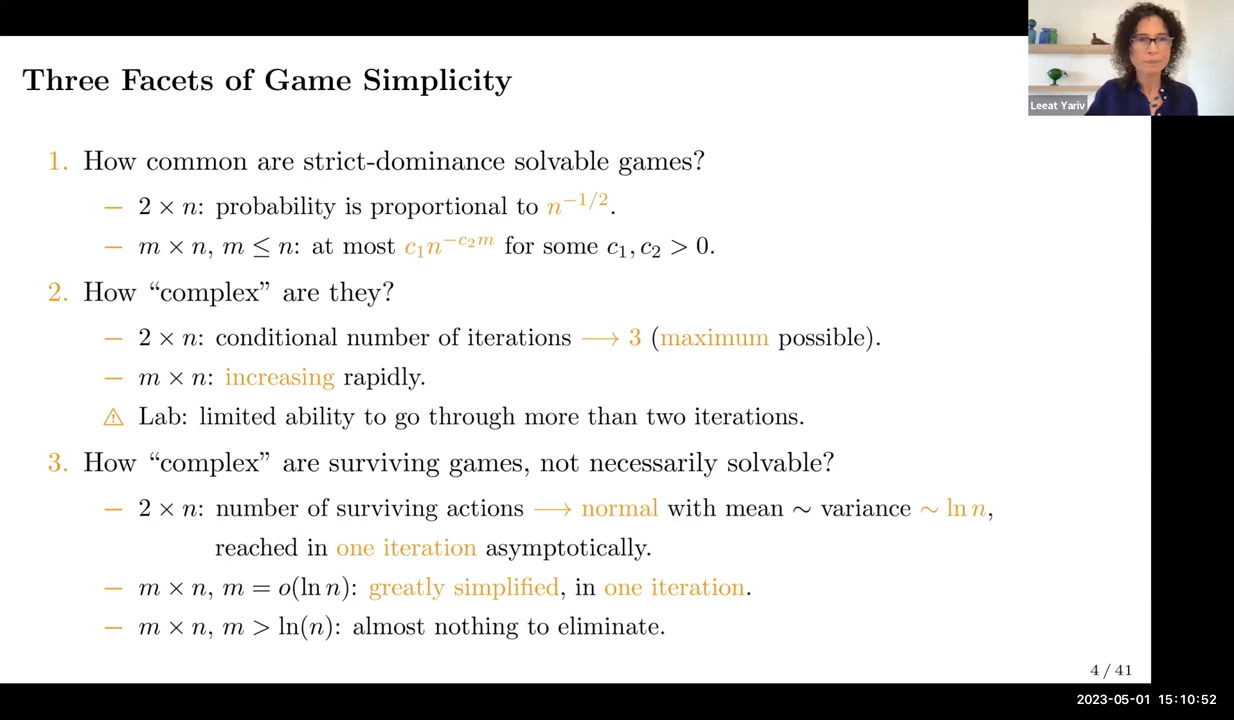 Three Facets of Game Simplicity
Leeat Yariv
1. How common are strict-dominance solvable games?
— 2 × n: probability is proportional to n^{−1/2}.
— m × n, m ≤ n: at most c₁n^{−c₂m} for some c₁, c₂ > 0.
2. How “complex” are they?
— 2 × n: conditional number of iterations ⟶ 3 (maximum possible).
— m × n: increasing rapidly.
⚠ Lab: limited ability to go through more than two iterations.
3. How “complex” are surviving games, not necessarily solvable?
— 2 × n: number of surviving actions ⟶ normal with mean ∼ variance ∼ ln n,
reached in one iteration asymptotically.
— m × n, m = o(ln n): greatly simplified, in one iteration.
— m × n, m > ln(n): almost nothing to eliminate.
4 / 41
2023-05-01 15:10:52